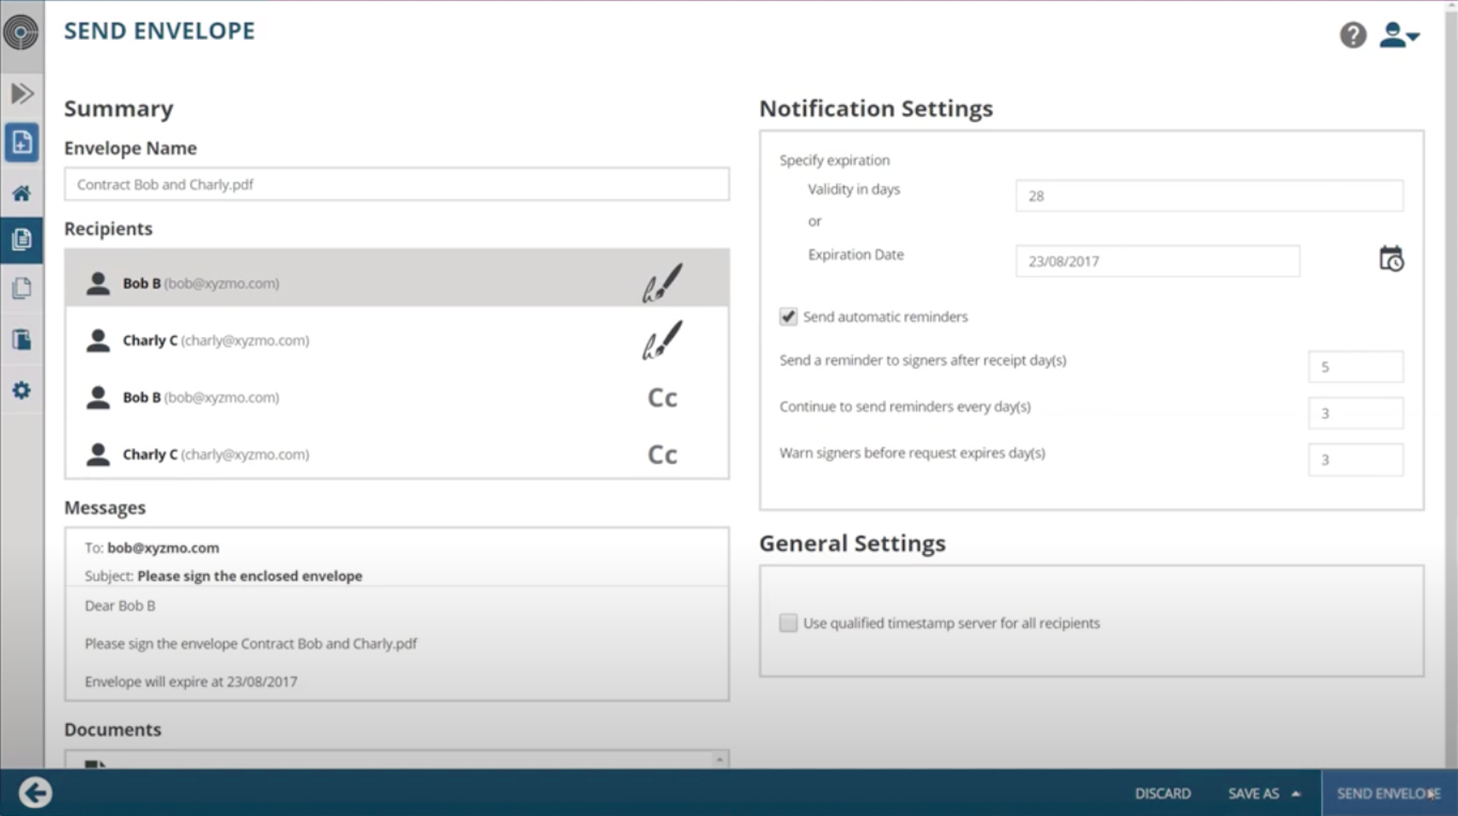 SEND ENVELOPE
Summary
Envelope Name
Contract Bob and Charly.pdf
Recipients
Bob B (bob@xyzmo.com)
Charly C (charly@xyzmo.com)
Bob B (bob@xyzmo.com) Cc
Charly C (charly@xyzmo.com) Cc
Messages
To: bob@xyzmo.com
Subject: Please sign the enclosed envelope
Dear Bob B
Please sign the envelope Contract Bob and Charly.pdf
Envelope will expire at 23/08/2017
Documents
Notification Settings
Specify expiration
Validity in days 28
or
Expiration Date 23/08/2017
Send automatic reminders
Send a reminder to signers after receipt day(s) 5
Continue to send reminders every day(s) 3
Warn signers before request expires day(s) 3
General Settings
Use qualified timestamp server for all recipients
DISCARD SAVE AS SEND ENVELOPE